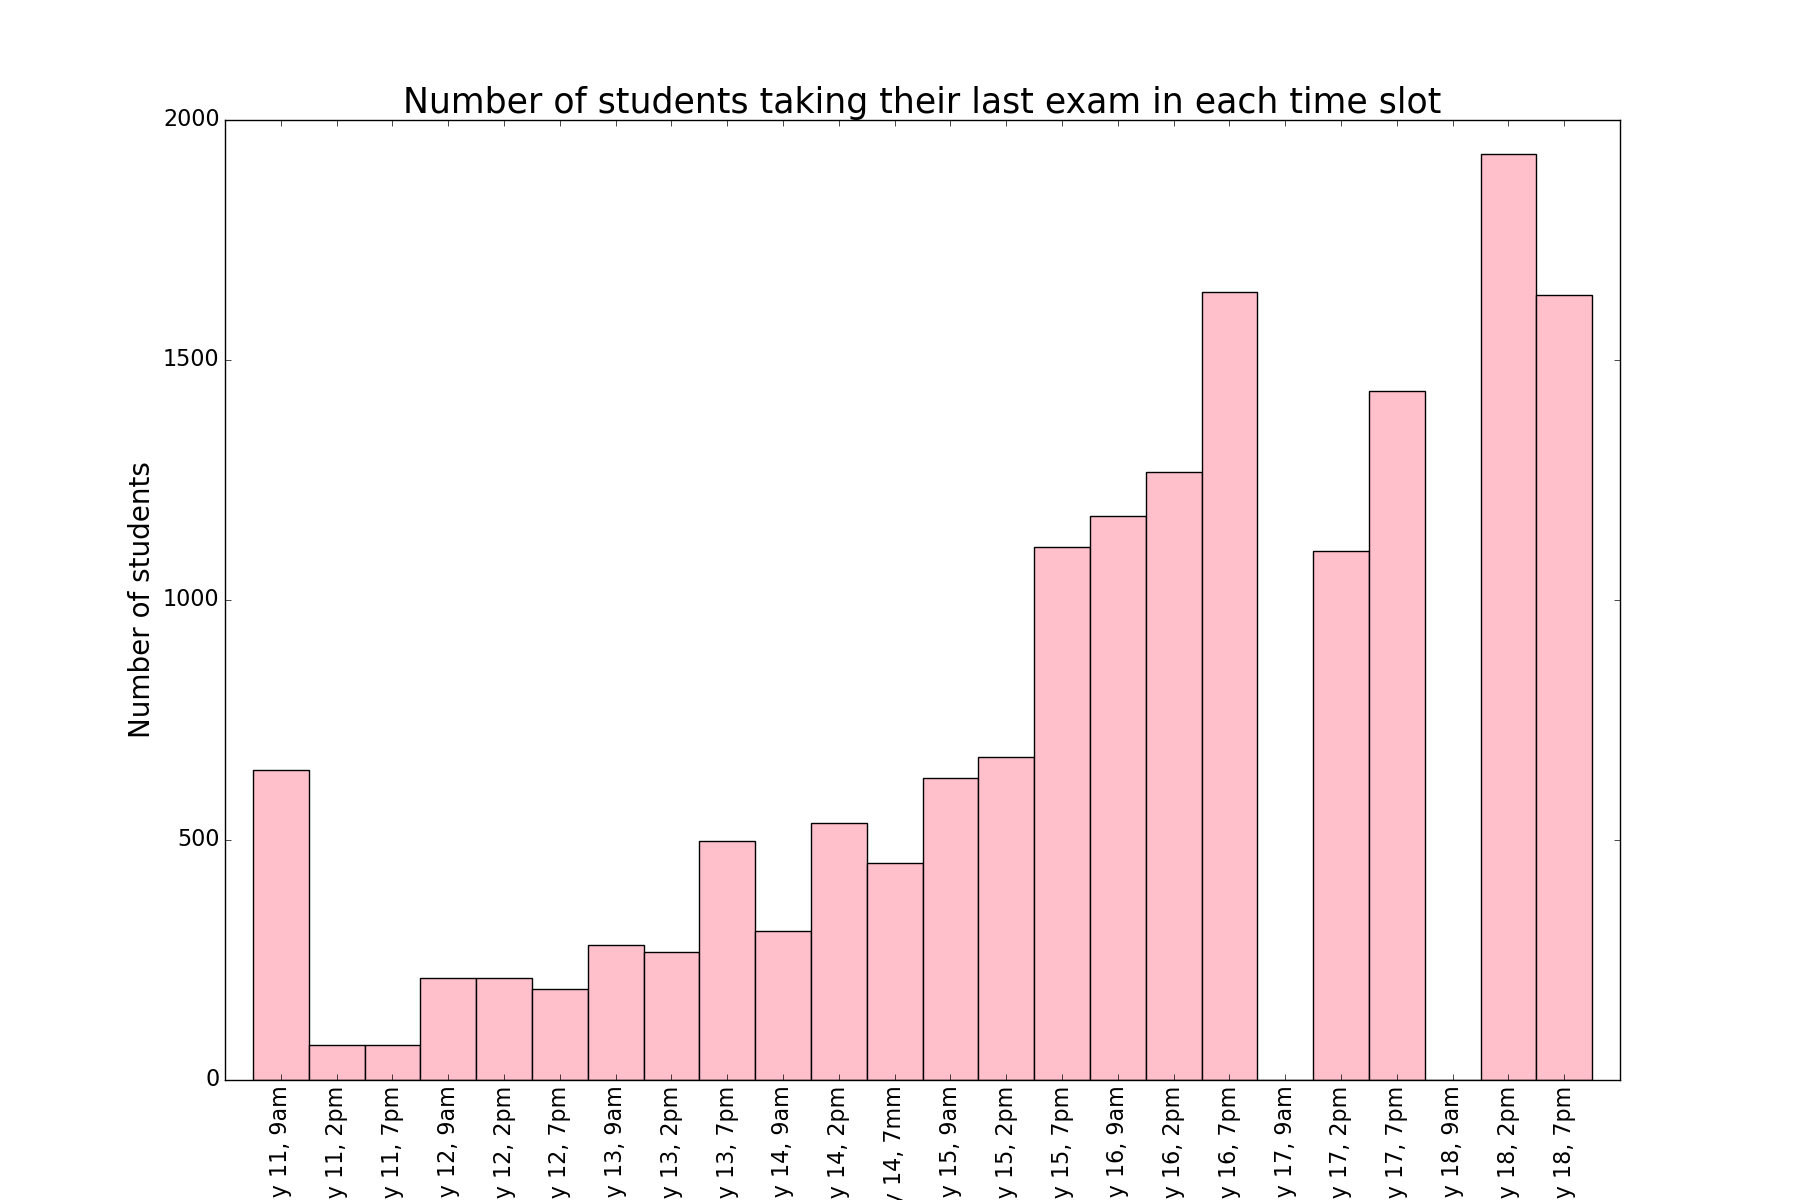 Number of students taking their last exam in each time slot
Number of students
2000
1500
1000
500
0
y 11, 9am
y 11, 2pm
y 11, 7pm
y 12, 9am
y 12, 2pm
y 12, 7pm
y 13, 9am
y 13, 2pm
y 13, 7pm
y 14, 9am
y 14, 2pm
y 14, 7mm
y 15, 9am
y 15, 2pm
y 15, 7pm
y 16, 9am
y 16, 2pm
y 16, 7pm
y 17, 9am
y 17, 2pm
y 17, 7pm
y 18, 9am
y 18, 2pm
y 18, 7pm